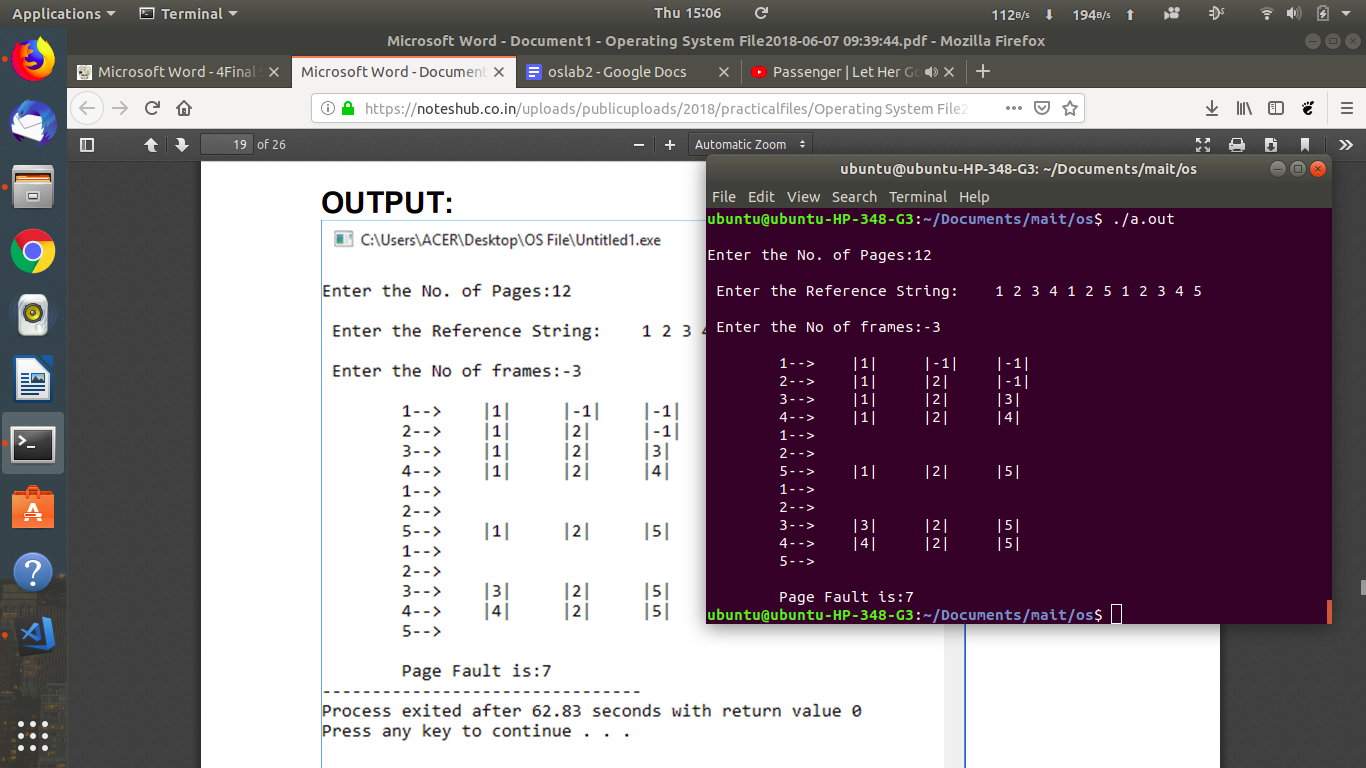 Applications Terminal Thu 15:06 112B/s 194B/s
Microsoft Word - Document1 - Operating System File2018-06-07 09:39:44.pdf - Mozilla Firefox
Microsoft Word - 4Final Microsoft Word - Document oslab2 - Google Docs Passenger | Let Her Go
https://noteshub.co.in/uploads/publicuploads/2018/practicalfiles/Operating System File2
19 of 26 Automatic Zoom
OUTPUT:
C:\Users\ACER\Desktop\OS File\Untitled1.exe
Enter the No. of Pages:12
Enter the Reference String: 1 2 3 4
Enter the No of frames:-3
1--> |1| |-1| |-1|
2--> |1| |2| |-1|
3--> |1| |2| |3|
4--> |1| |2| |4|
1-->
2-->
5--> |1| |2| |5|
1-->
2-->
3--> |3| |2| |5|
4--> |4| |2| |5|
5-->
Page Fault is:7
--------------------------------
Process exited after 62.83 seconds with return value 0
Press any key to continue . . .
ubuntu@ubuntu-HP-348-G3: ~/Documents/mait/os
File Edit View Search Terminal Help
ubuntu@ubuntu-HP-348-G3:~/Documents/mait/os$ ./a.out
Enter the No. of Pages:12
Enter the Reference String: 1 2 3 4 1 2 5 1 2 3 4 5
Enter the No of frames:-3
1--> |1| |-1| |-1|
2--> |1| |2| |-1|
3--> |1| |2| |3|
4--> |1| |2| |4|
1-->
2-->
5--> |1| |2| |5|
1-->
2-->
3--> |3| |2| |5|
4--> |4| |2| |5|
5-->
Page Fault is:7
ubuntu@ubuntu-HP-348-G3:~/Documents/mait/os$